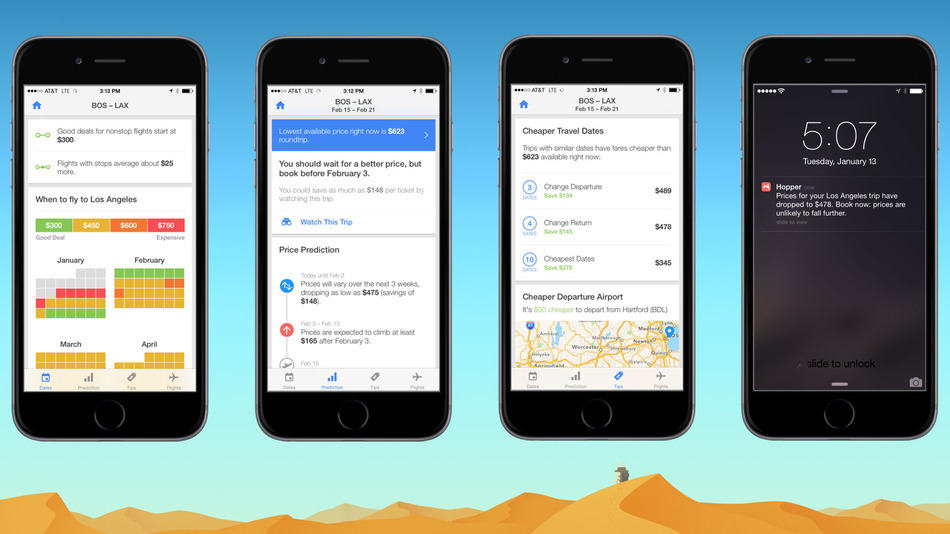 AT&T LTE 3:13 PM
BOS – LAX
Good deals for nonstop flights start at
$300.
Flights with stops average about $25
more.
When to fly to Los Angeles
$300 $450 $600 $750
Good Deal Expensive
January February
March April
Dates Prediction Tips Flights
AT&T LTE 3:12 PM
BOS – LAX
Feb 15 – Feb 21
Lowest available price right now is $623
roundtrip.
You should wait for a better price, but
book before February 3.
You could save as much as $148 per ticket by
watching this trip.
Watch This Trip
Price Prediction
Today until Feb 2
Prices will vary over the next 3 weeks,
dropping as low as $475 (savings of
$148).
Feb 3 – Feb 15
Prices are expected to climb at least
$165 after February 3.
Feb 15
Dates Prediction Tips Flights
AT&T LTE 3:13 PM
BOS – LAX
Feb 15 – Feb 21
Cheaper Travel Dates
Trips with similar dates have fares cheaper than
$623 available right now:
3 DATES Change Departure $489
Save $134
4 DATES Change Return $478
Save $145
10 DATES Cheapest Dates $345
Save $278
Cheaper Departure Airport
It's $50 cheaper to depart from Hartford (BDL)
Amherst
Holyoke
Springfield
Worcester
Marlborough
Medford
Newton
Quincy
Dates Prediction Tips Flights
5:07
Tuesday, January 13
Hopper now
Prices for your Los Angeles trip have
dropped to $478. Book now: prices are
unlikely to fall further.
slide to view
slide to unlock